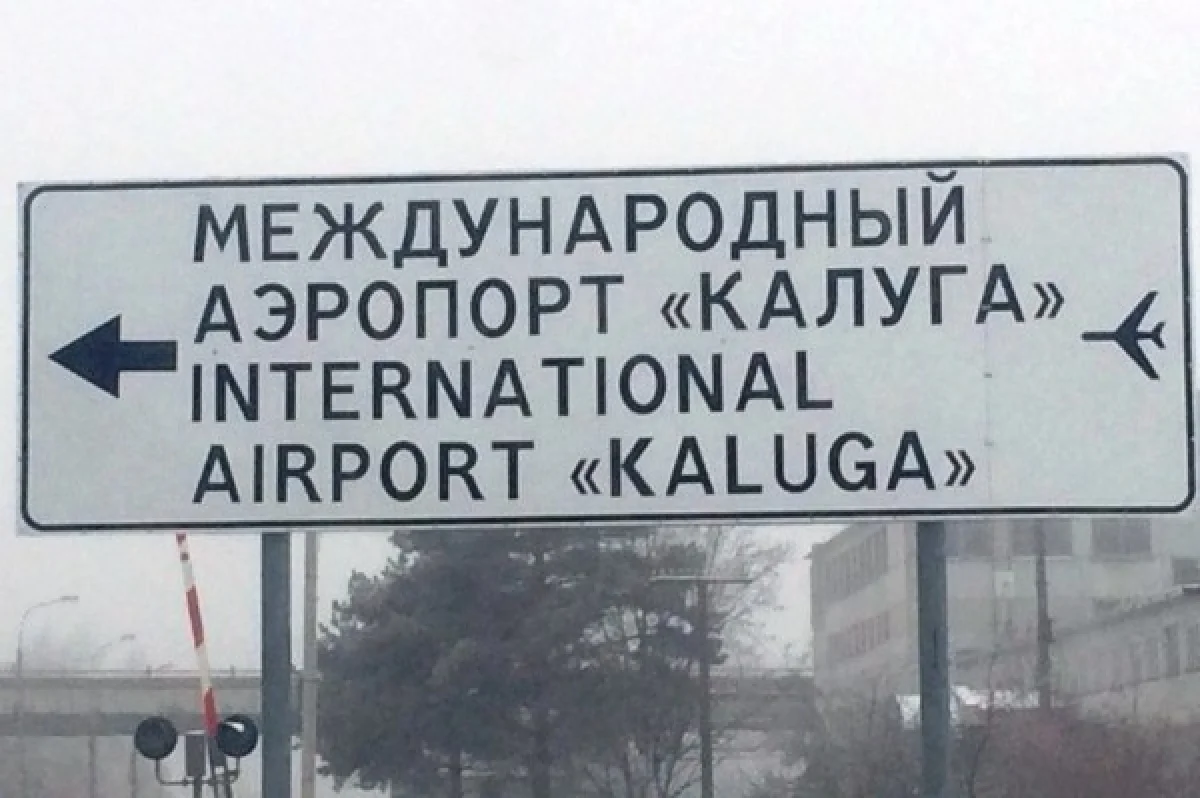 МЕЖДУНАРОДНЫЙ
АЭРОПОРТ «КАЛУГА»
INTERNATIONAL
AIRPORT «KALUGA»